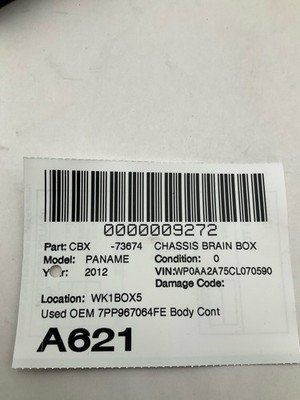 0000009272
Part: CBX -73674 CHASSIS BRAIN BOX
Model: PANAME Condition: 0
Year: 2012 VIN:WP0AA2A75CL070590
Damage Code:
Location: WK1BOX5
Used OEM 7PP967064FE Body Cont
A621